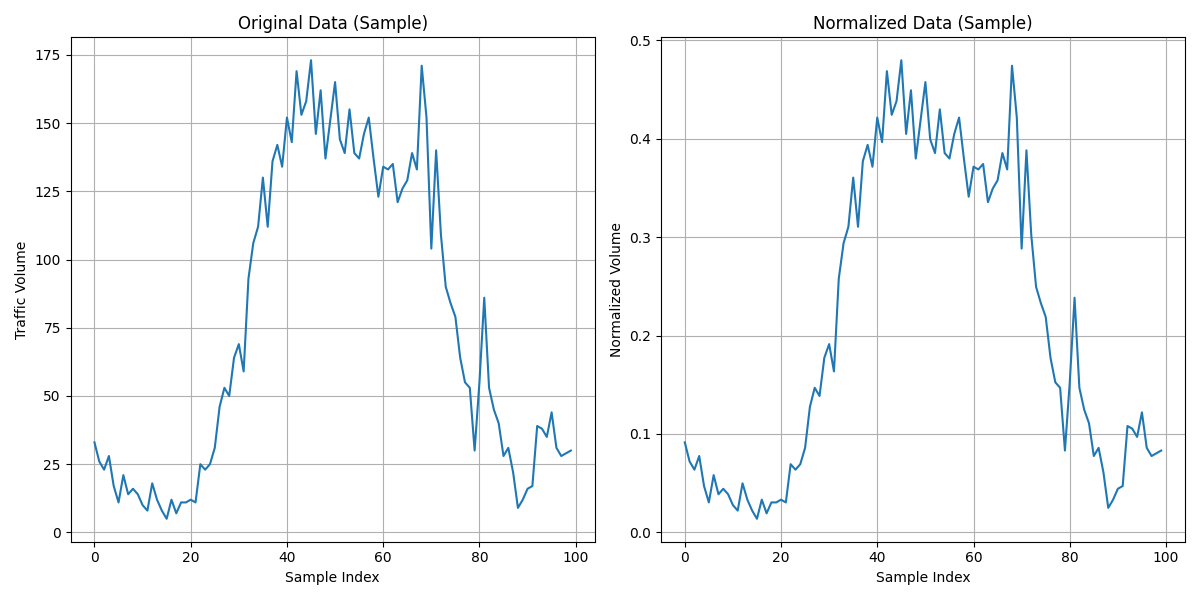 Original Data (Sample)
Traffic Volume
175
150
125
100
75
50
25
0
0 20 40 60 80 100
Sample Index
Normalized Data (Sample)
Normalized Volume
0.5
0.4
0.3
0.2
0.1
0.0
0 20 40 60 80 100
Sample Index